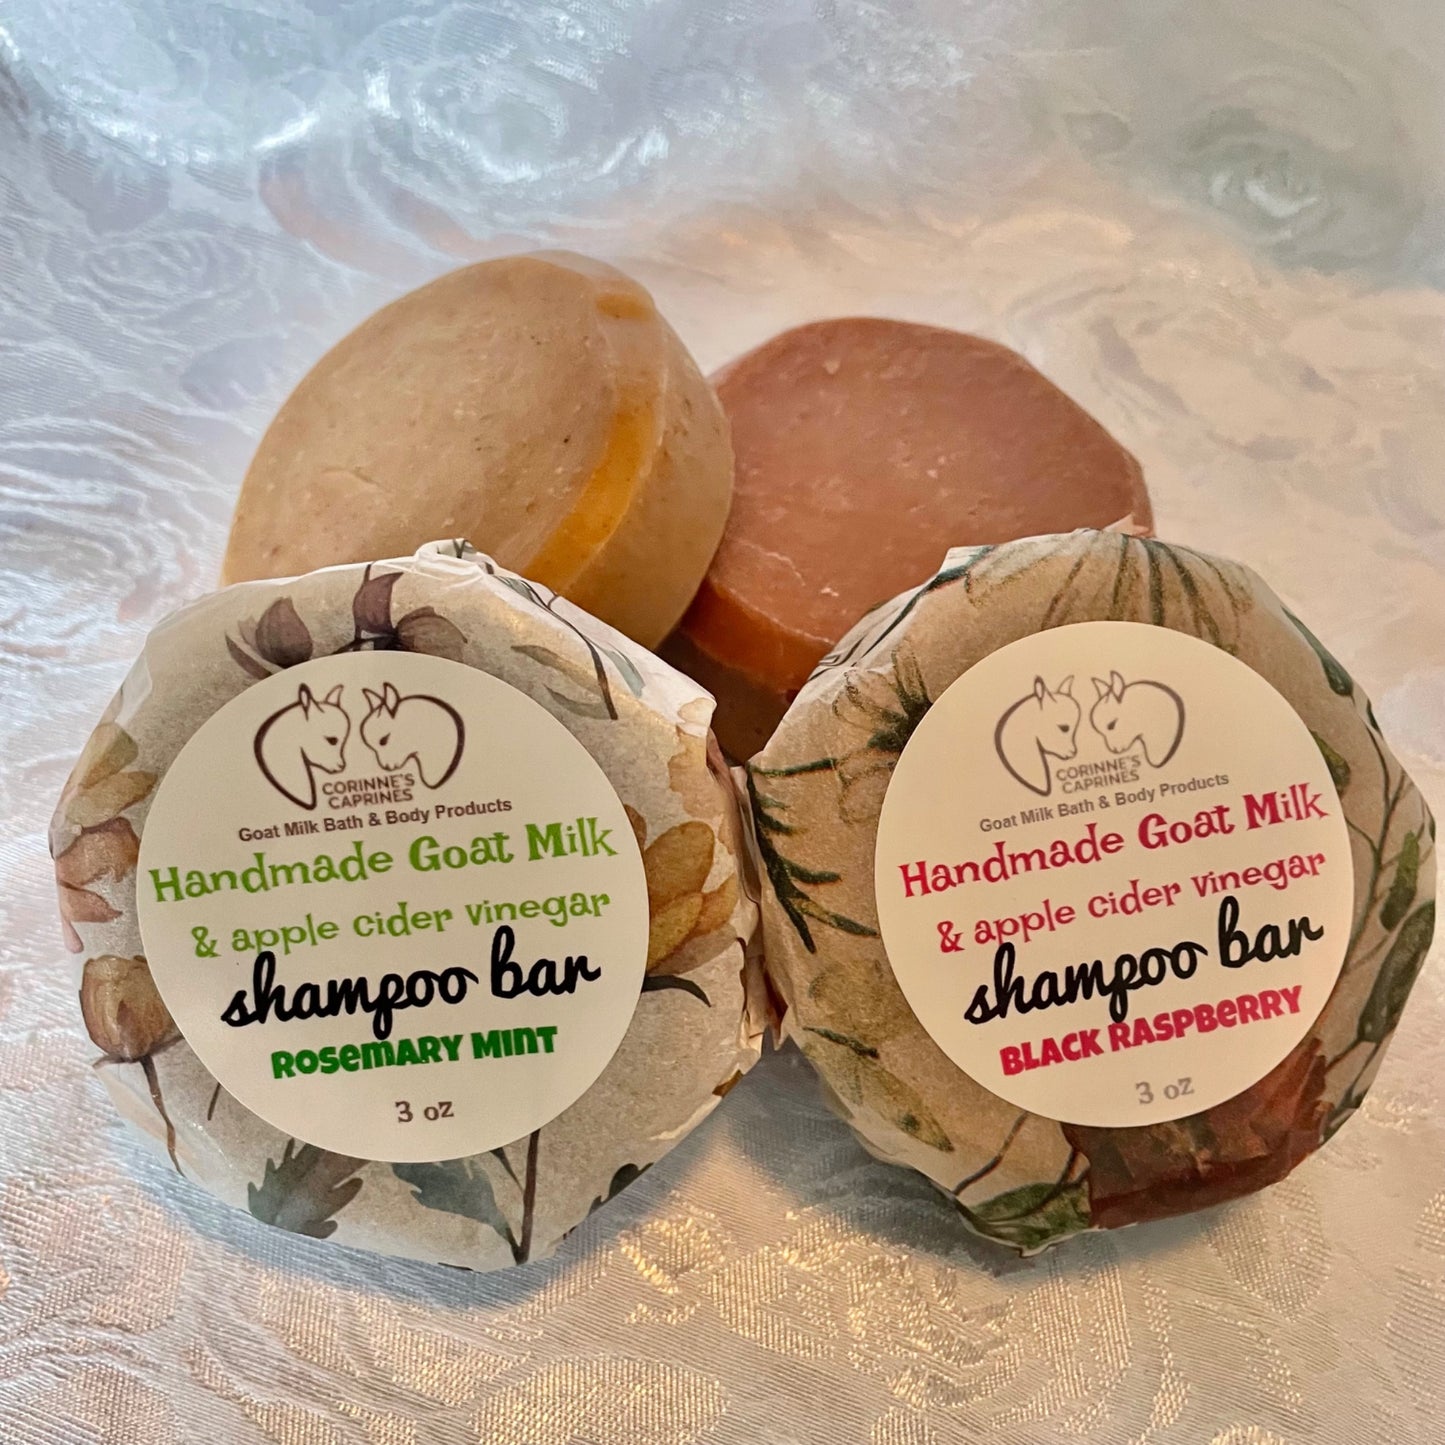 CORINNE'S
CAPRINES
Goat Milk Bath & Body Products
Handmade Goat Milk
& apple cider vinegar
shampoo bar
Rosemary Mint
3 oz
CORINNE'S
CAPRINES
Goat Milk Bath & Body Products
Handmade Goat Milk
& apple cider vinegar
shampoo bar
Black Raspberry
3 oz